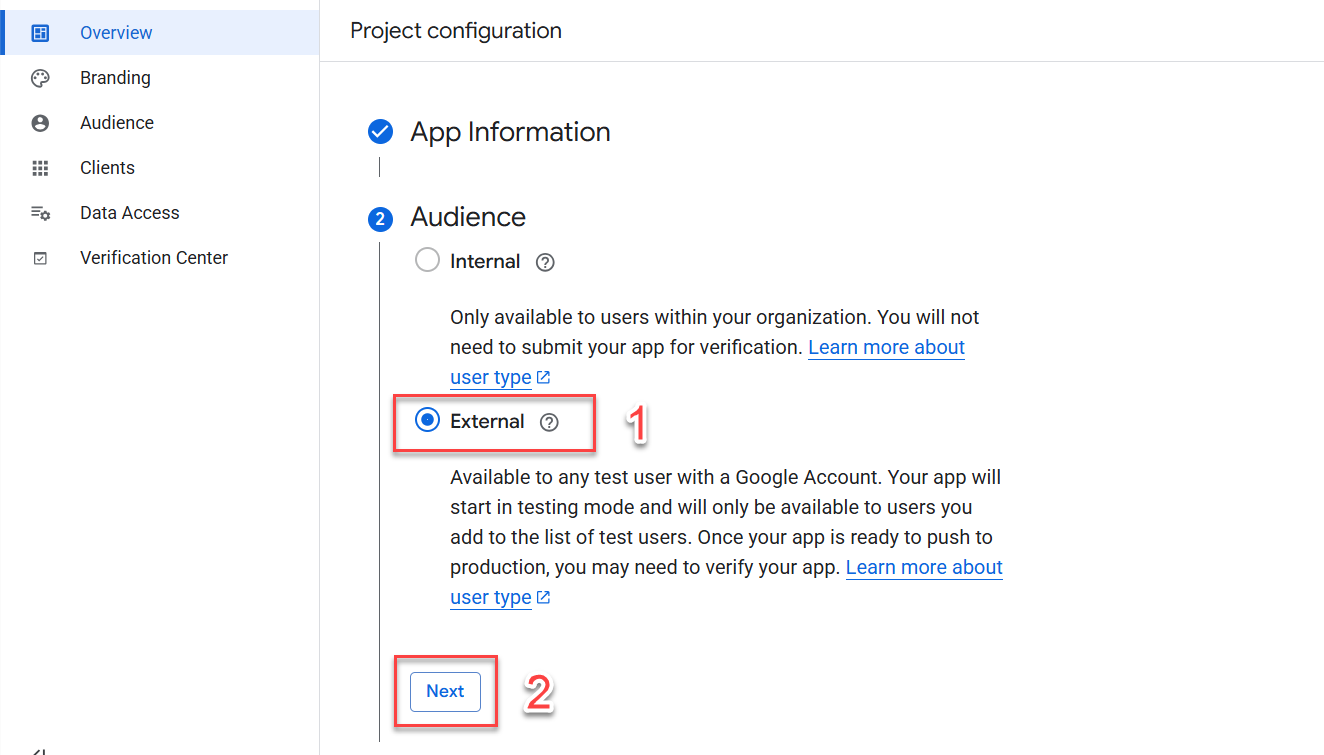 Overview
Branding
Audience
Clients
Data Access
Verification Center
Project configuration
App Information
2 Audience
Internal
Only available to users within your organization. You will not
need to submit your app for verification. Learn more about
user type
External
1
Available to any test user with a Google Account. Your app will
start in testing mode and will only be available to users you
add to the list of test users. Once your app is ready to push to
production, you may need to verify your app. Learn more about
user type
Next
2